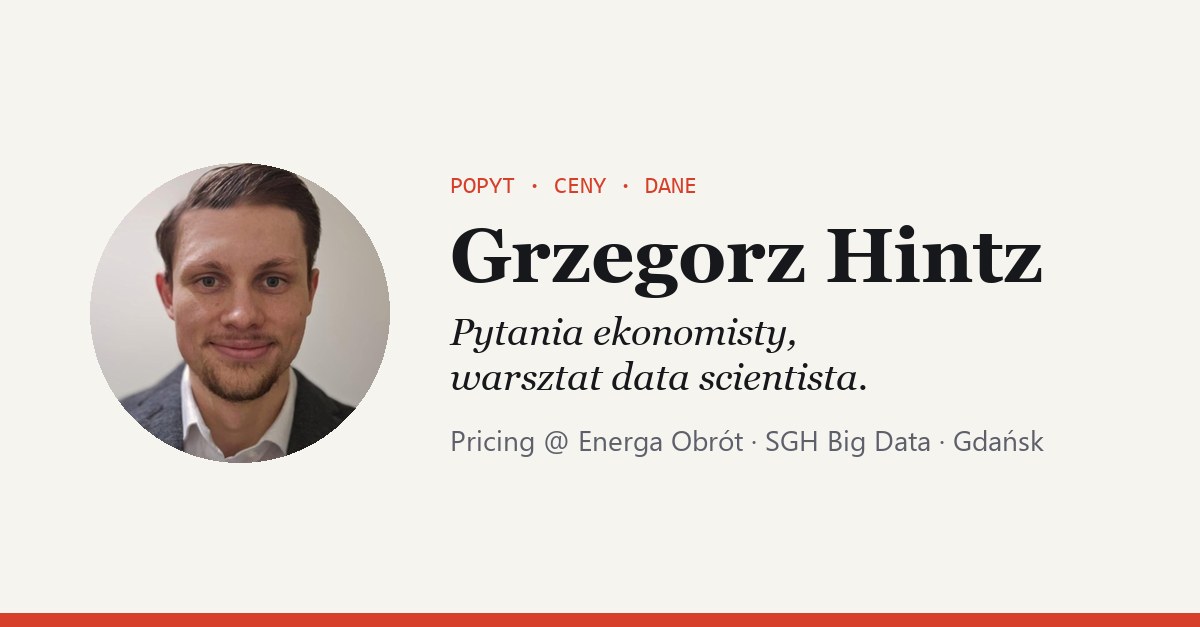 POPYT · CENY · DANE
Grzegorz Hintz
Pytania ekonomisty,
warsztat data scientista.
Pricing @ Energa Obrót · SGH Big Data · Gdańsk